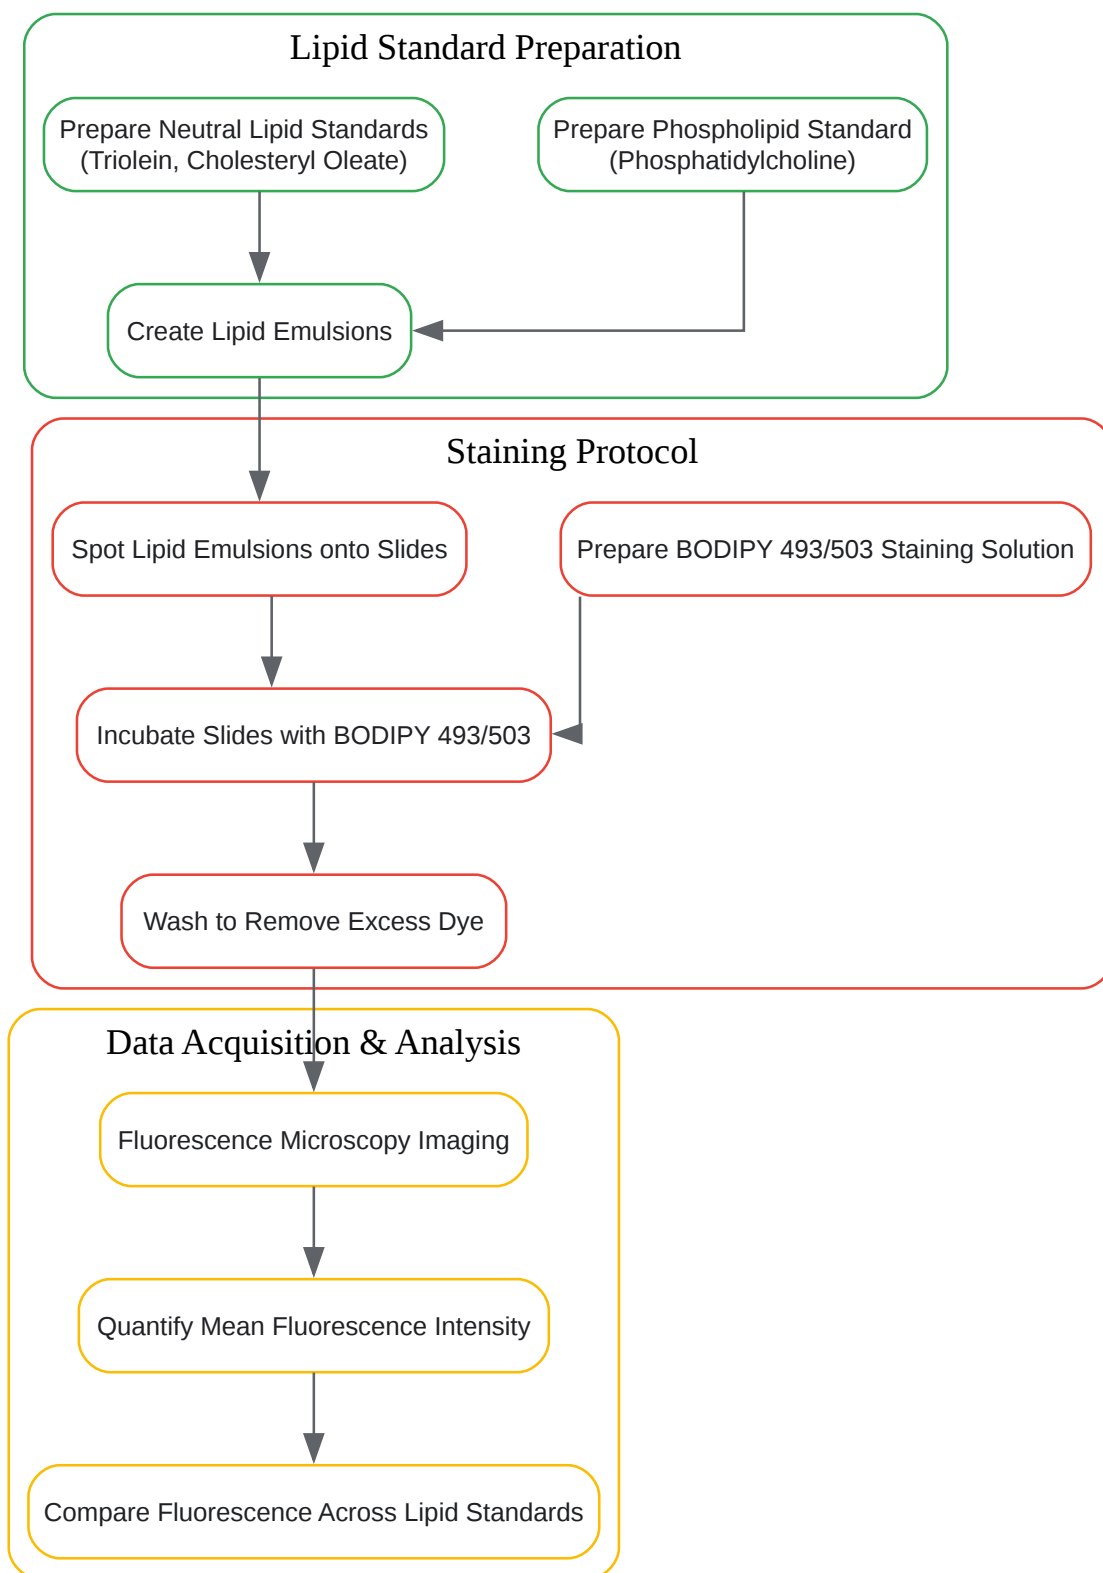 Lipid Standard Preparation
Prepare Neutral Lipid Standards
(Triolein, Cholesteryl Oleate)
Prepare Phospholipid Standard
(Phosphatidylcholine)
Create Lipid Emulsions
Staining Protocol
Spot Lipid Emulsions onto Slides
Prepare BODIPY 493/503 Staining Solution
Incubate Slides with BODIPY 493/503
Wash to Remove Excess Dye
Data Acquisition & Analysis
Fluorescence Microscopy Imaging
Quantify Mean Fluorescence Intensity
Compare Fluorescence Across Lipid Standards